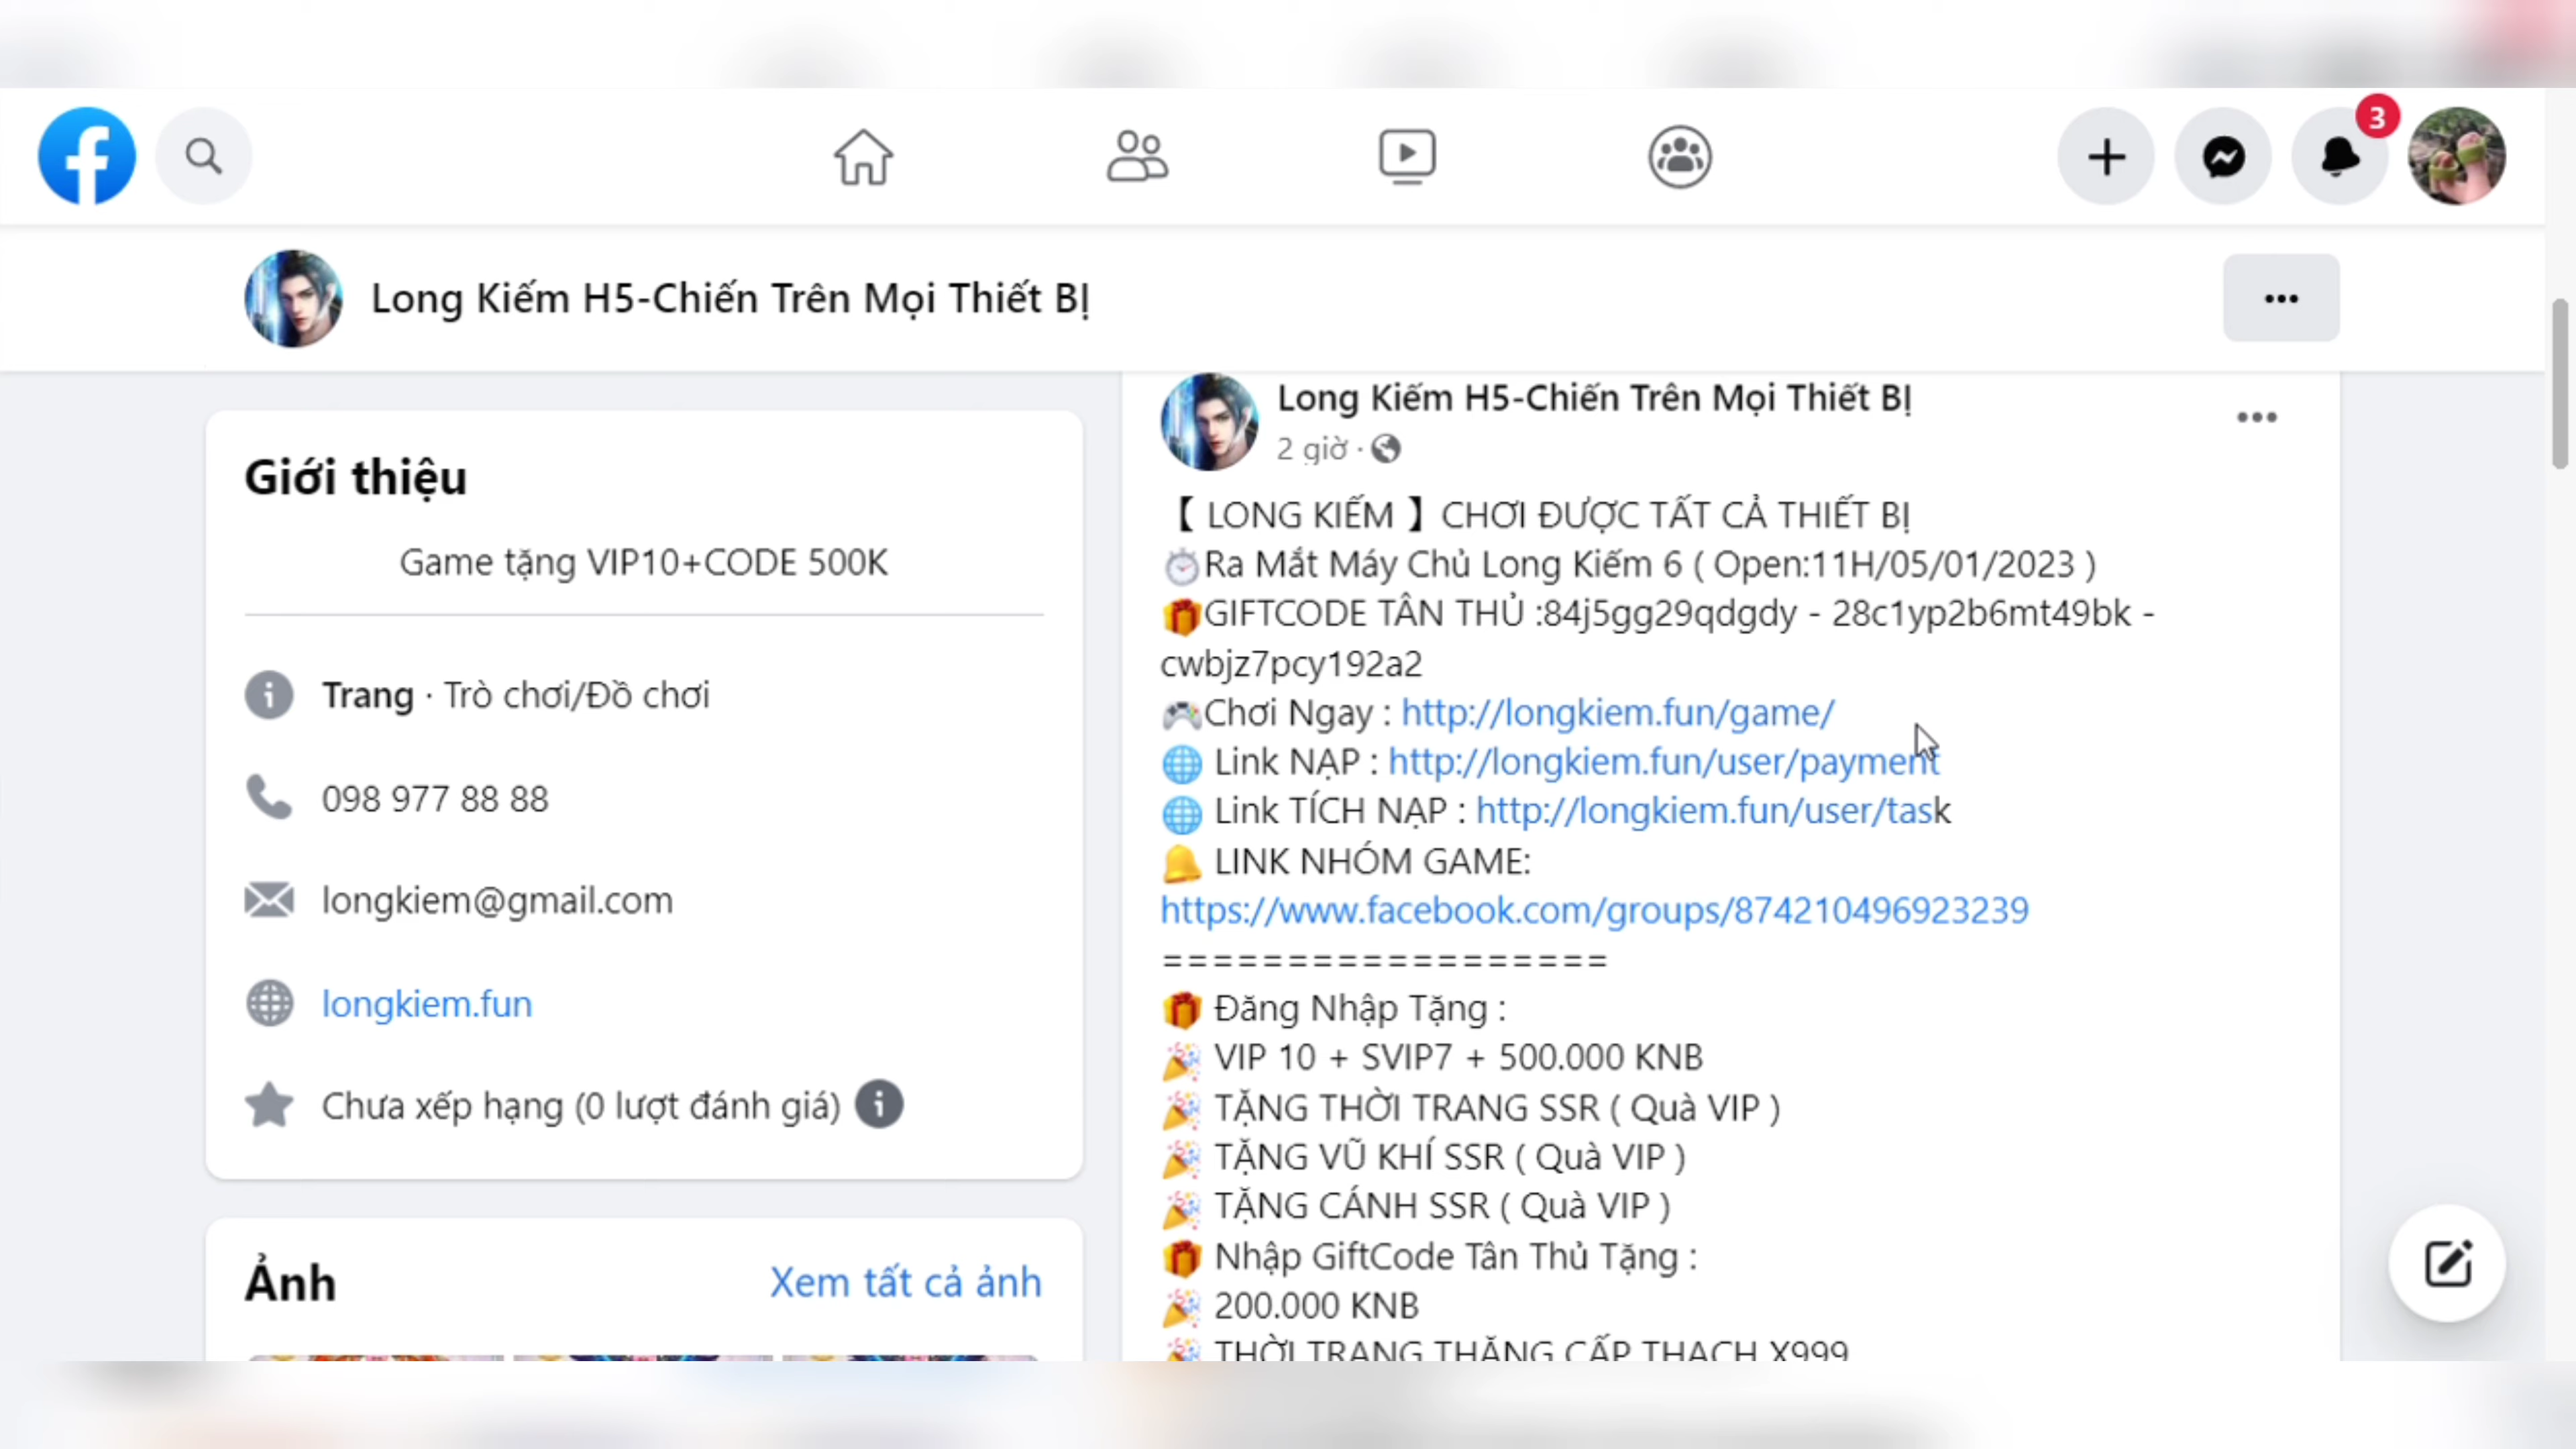 3
Long Kiếm H5-Chiến Trên Mọi Thiết BỊ
Giới thiệu
Game tặng VIP10+CODE 500K
Trang · Trò chơi/Đồ chơi
098 977 88 88
longkiem@gmail.com
longkiem.fun
Chưa xếp hạng (0 lượt đánh giá)
Ảnh
Xem tất cả ảnh
Long Kiếm H5-Chiến Trên Mọi Thiết BỊ
2 giờ ·
【 LONG KIẾM 】CHƠI ĐƯỢC TẤT CẢ THIẾT BỊ
⏱Ra Mắt Máy Chủ Long Kiếm 6 ( Open:11H/05/01/2023 )
🎁GIFTCODE TÂN THỦ :84j5gg29qdgdy - 28c1yp2b6mt49bk -
cwbjz7pcy192a2
🎮Chơi Ngay : http://longkiem.fun/game/
🌐 Link NẠP : http://longkiem.fun/user/payment
🌐 Link TÍCH NẠP : http://longkiem.fun/user/task
🔔 LINK NHÓM GAME:
https://www.facebook.com/groups/874210496923239
==================
🎁 Đăng Nhập Tặng :
🎉 VIP 10 + SVIP7 + 500.000 KNB
🎉 TẶNG THỜI TRANG SSR ( Quà VIP )
🎉 TẶNG VŨ KHÍ SSR ( Quà VIP )
🎉 TẶNG CÁNH SSR ( Quà VIP )
🎁 Nhập GiftCode Tân Thủ Tặng :
🎉 200.000 KNB
🎉 THỜI TRANG THĂNG CẤP THẠCH X999